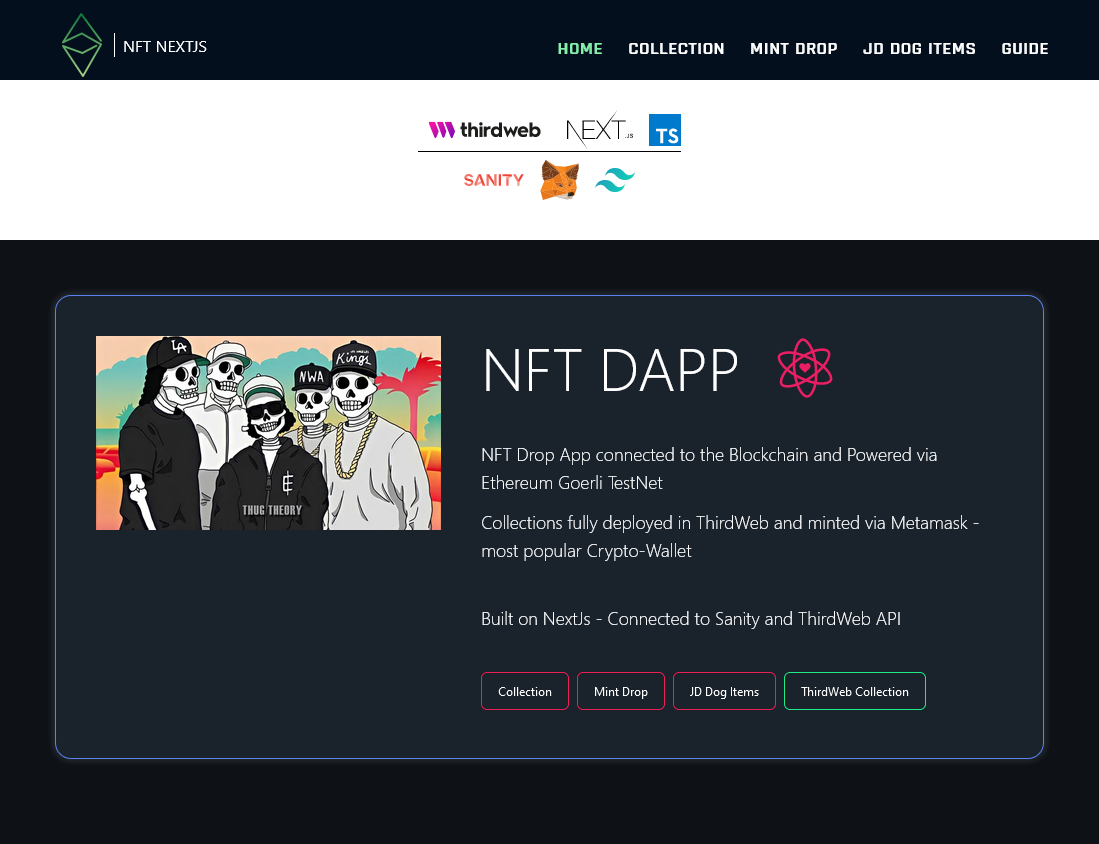 NFT NEXTJS
HOME COLLECTION MINT DROP JD DOG ITEMS GUIDE
thirdweb NEXT.JS TS
SANITY
LA
Kings
NWA
THUG THEORY
NFT DAPP
NFT Drop App connected to the Blockchain and Powered via
Ethereum Goerli TestNet
Collections fully deployed in ThirdWeb and minted via Metamask -
most popular Crypto-Wallet
Built on NextJs - Connected to Sanity and ThirdWeb API
Collection Mint Drop JD Dog Items ThirdWeb Collection